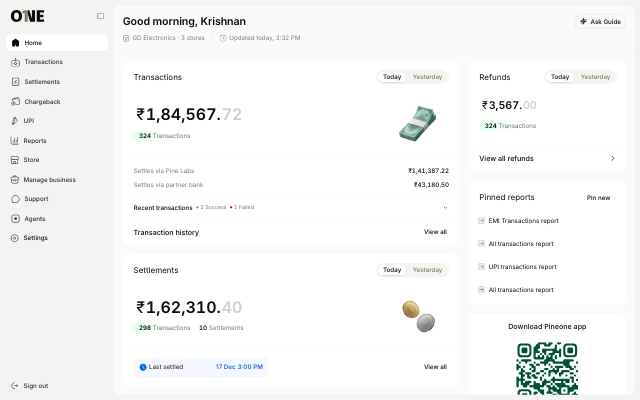 ONE
Home
Transactions
Settlements
Chargeback
UPI
Reports
Store
Manage business
Support
Agents
Settings
Sign out
Good morning, Krishnan
GD Electronics · 3 stores
Updated today, 3:32 PM
Ask Guide
Transactions
Today Yesterday
₹1,84,567.72
324 Transactions
Settles via Pine Labs ₹1,41,387.22
Settles via partner bank ₹43,180.50
Recent transactions 2 Success 1 Failed
Transaction history View all
Settlements
Today Yesterday
₹1,62,310.40
298 Transactions 10 Settlements
Last settled 17 Dec 3:00 PM
View all
Refunds
Today Yesterday
₹3,567.00
324 Transactions
View all refunds
Pinned reports Pin new
EMI Transactions report
All transactions report
UPI transactions report
All transactions report
Download Pineone app